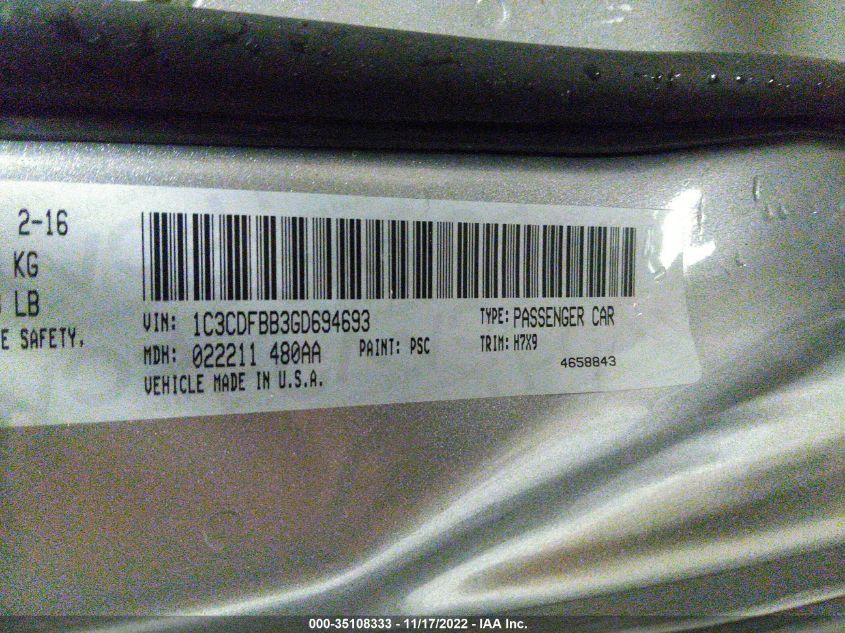 2-16
KG
LB
E SAFETY,
VIN: 1C3CDFBB3GD694693
TYPE: PASSENGER CAR
MDH: 022211 480AA
PAINT: PSC
TRIM: H7X9
VEHICLE MADE IN U.S.A.
4658843
000-35108333 - 11/17/2022 - IAA Inc.